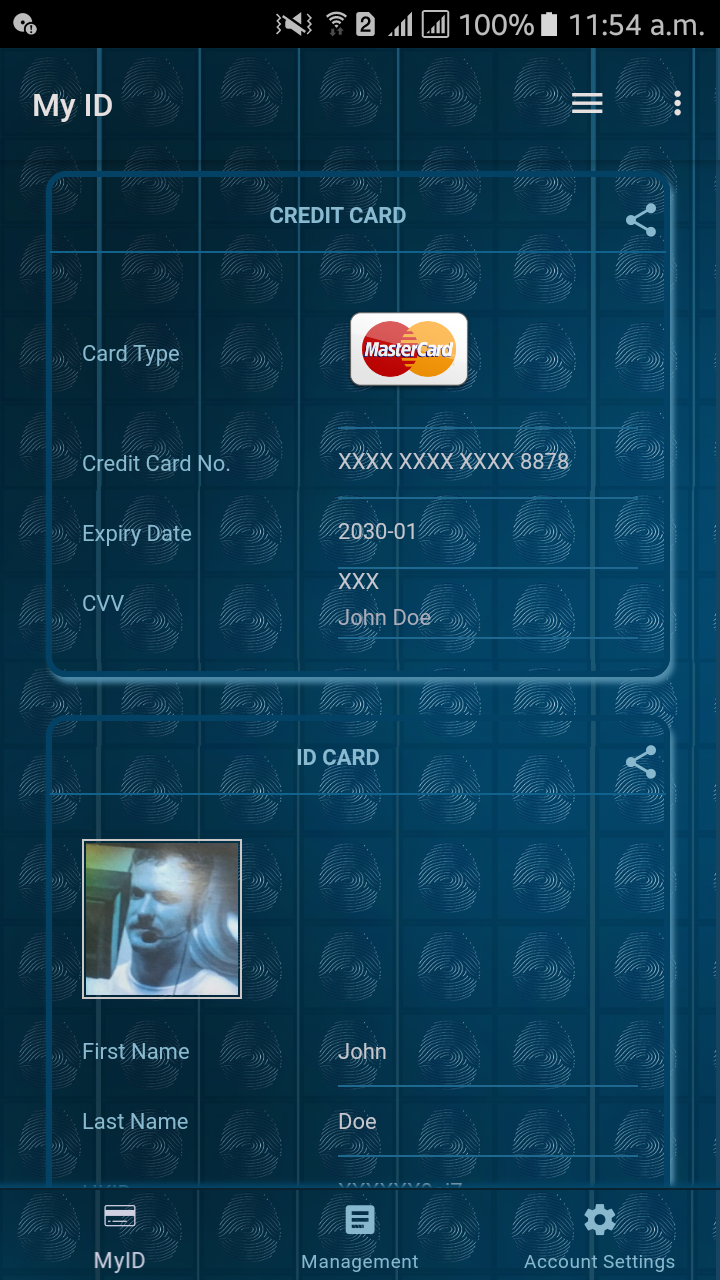 2 100% 11:54 a.m.
My ID
CREDIT CARD
Card Type MasterCard
Credit Card No. XXXX XXXX XXXX 8878
Expiry Date 2030-01
CVV XXX
John Doe
ID CARD
First Name John
Last Name Doe
MyID Management Account Settings